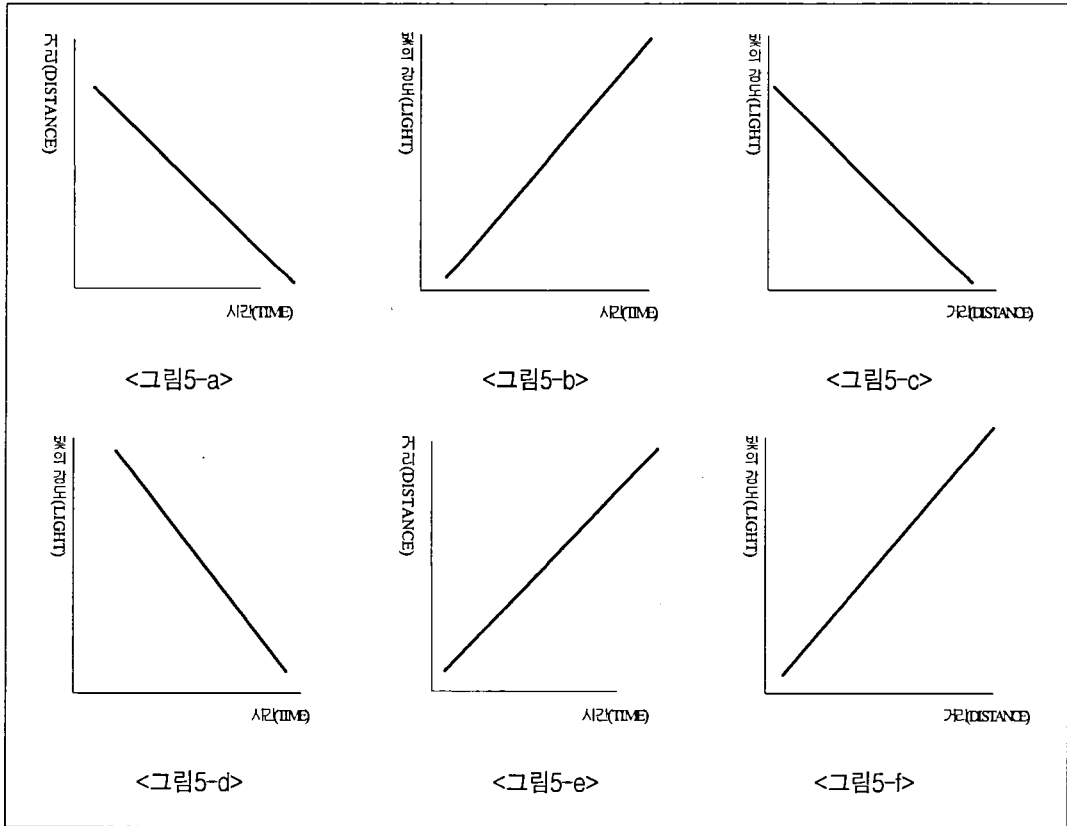 거리(DISTANCE)
시간(TIME)
<그림5-a>
빛의 강도(LIGHT)
시간(TIME)
<그림5-b>
빛의 강도(LIGHT)
거리(DISTANCE)
<그림5-c>
빛의 강도(LIGHT)
시간(TIME)
<그림5-d>
거리(DISTANCE)
시간(TIME)
<그림5-e>
빛의 강도(LIGHT)
거리(DISTANCE)
<그림5-f>